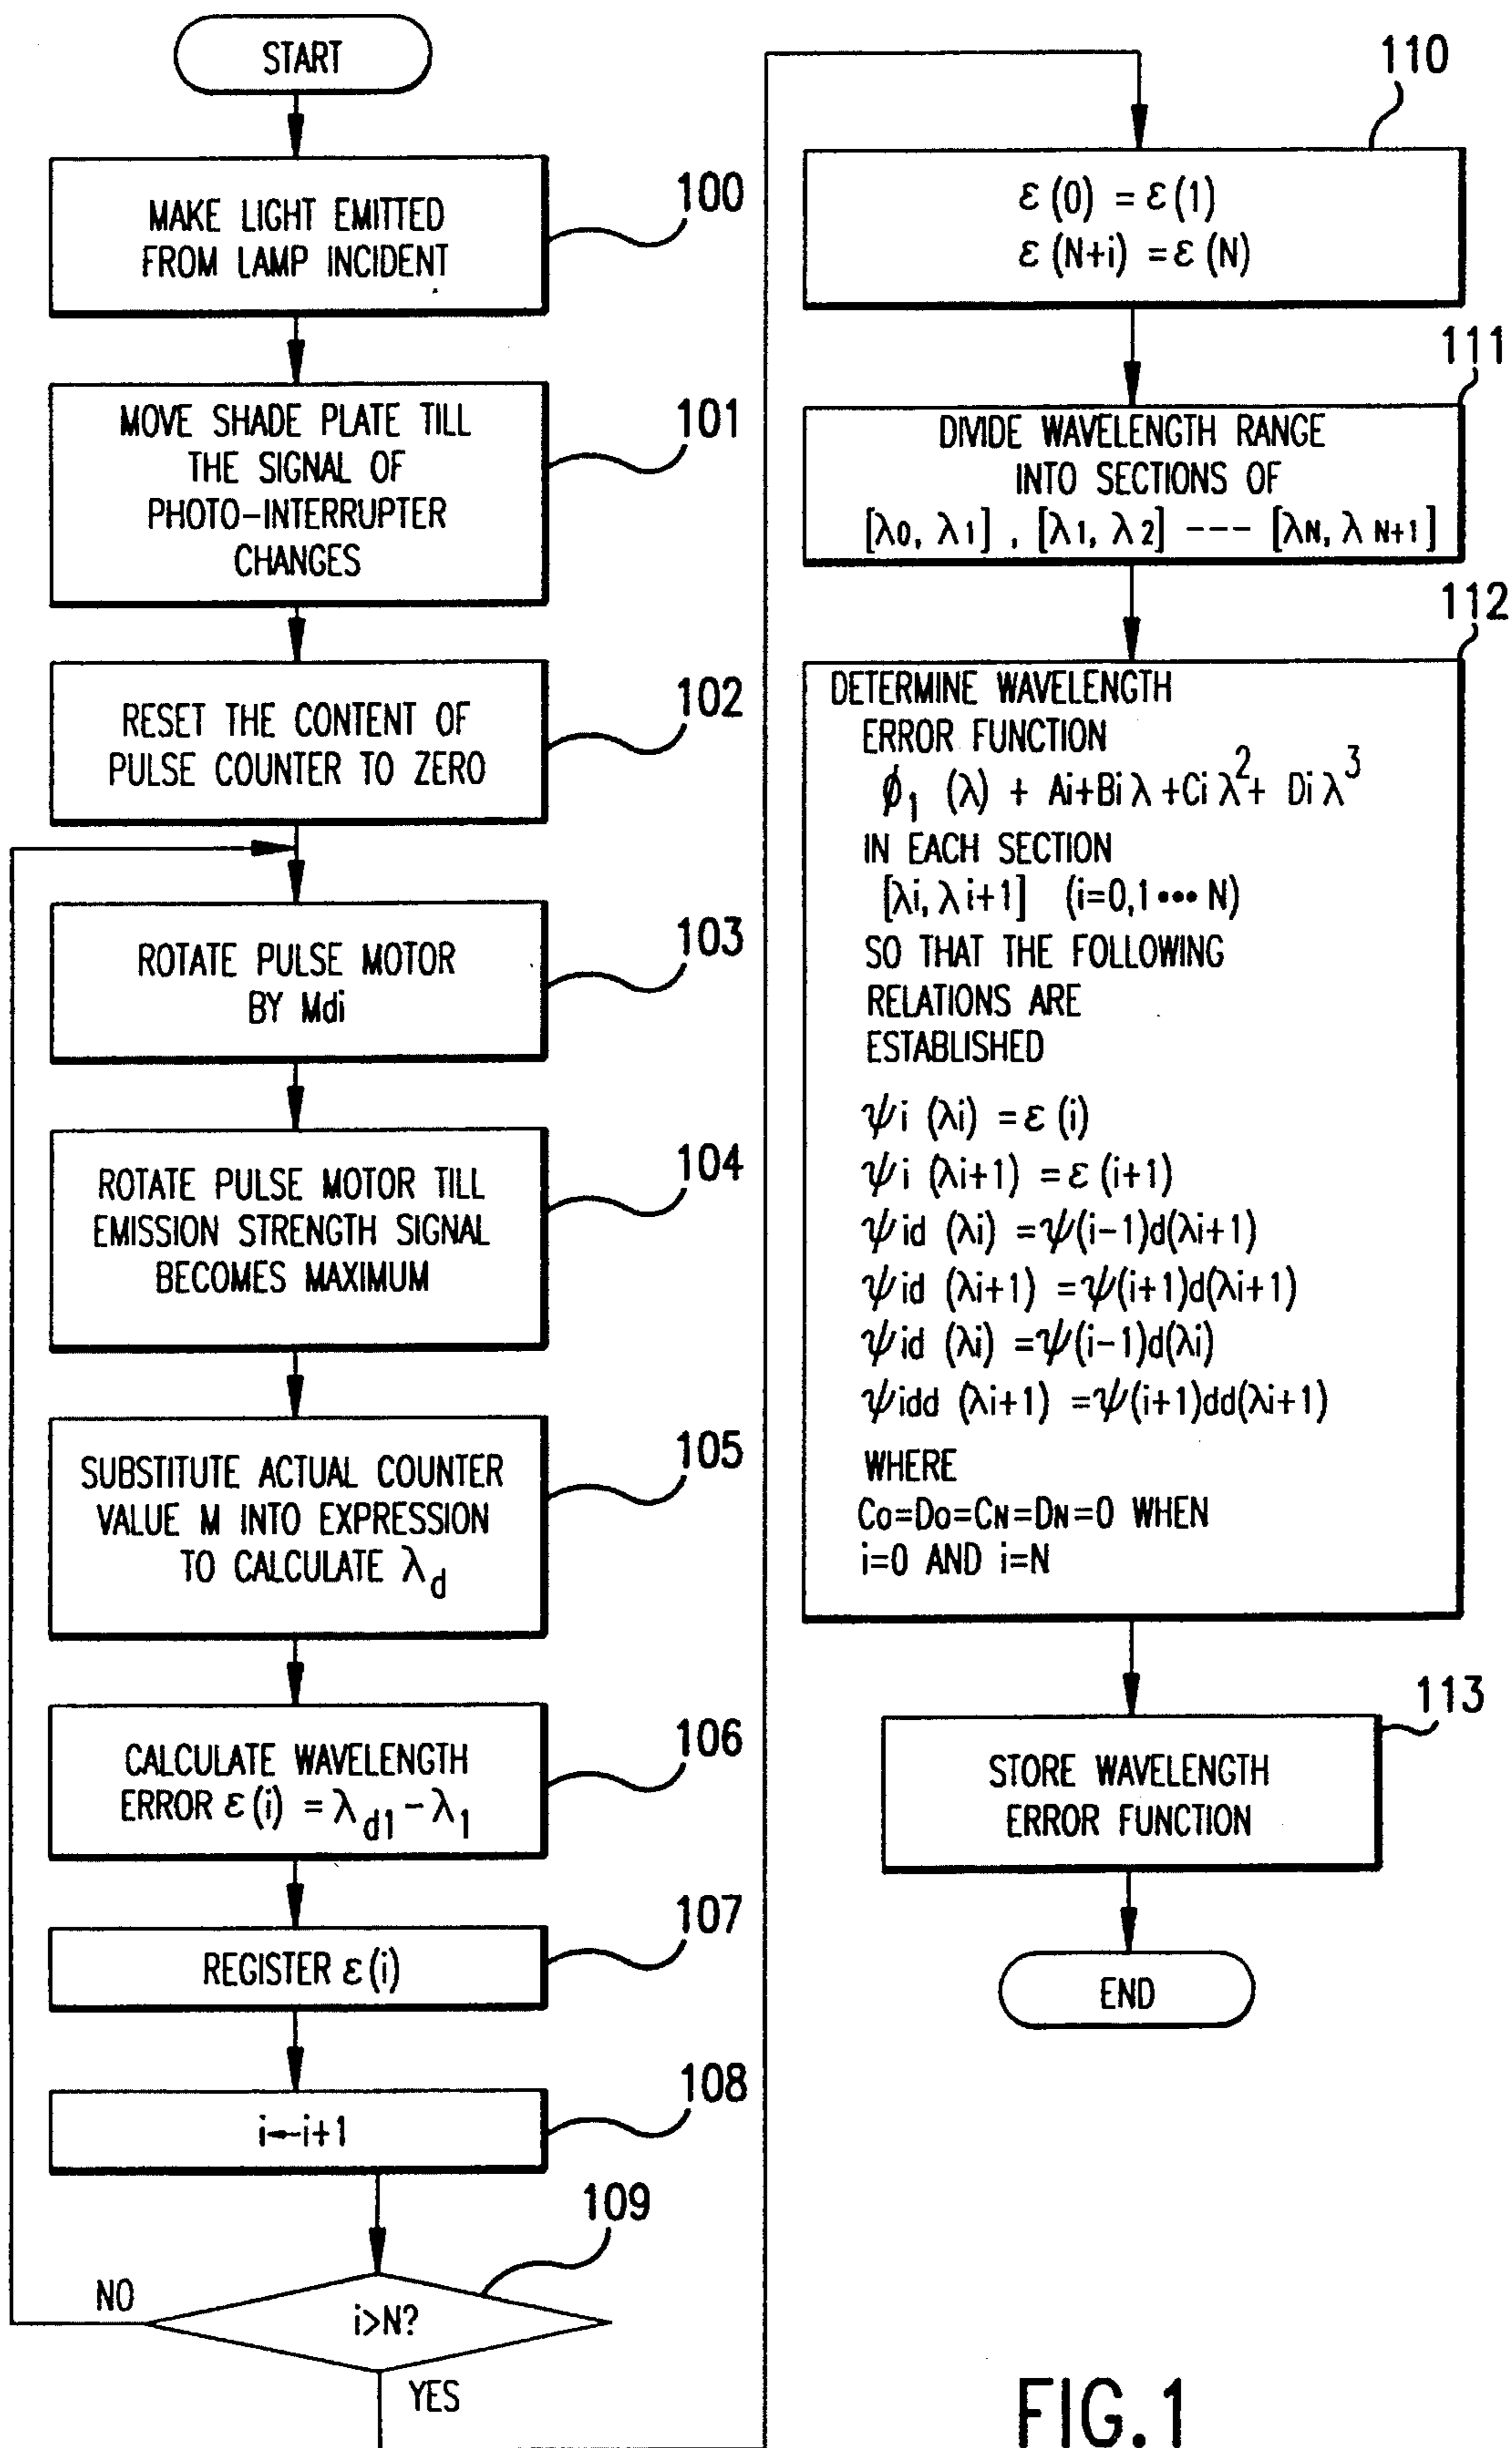 START
MAKE LIGHT EMITTED
FROM LAMP INCIDENT
100
MOVE SHADE PLATE TILL
THE SIGNAL OF
PHOTO-INTERRUPTER
CHANGES
101
RESET THE CONTENT OF
PULSE COUNTER TO ZERO
102
ROTATE PULSE MOTOR
BY Mdi
103
ROTATE PULSE MOTOR TILL
EMISSION STRENGTH SIGNAL
BECOMES MAXIMUM
104
SUBSTITUTE ACTUAL COUNTER
VALUE M INTO EXPRESSION
TO CALCULATE λd
105
CALCULATE WAVELENGTH
ERROR ε(i) = λd1 - λ1
106
REGISTER ε(i)
107
i←i+1
108
109
i>N?
NO
YES
110
ε(0) = ε(1)
ε(N+i) = ε(N)
111
DIVIDE WAVELENGTH RANGE
INTO SECTIONS OF
[λ0, λ1] , [λ1, λ2] --- [λN, λN+1]
112
DETERMINE WAVELENGTH
ERROR FUNCTION
ϕ1 (λ) + Ai+Biλ+Ciλ²+ Diλ³
IN EACH SECTION
[λi, λi+1] (i=0,1•••N)
SO THAT THE FOLLOWING
RELATIONS ARE
ESTABLISHED
ψi (λi) =ε (i)
ψi (λi+1) =ε (i+1)
ψid (λi) =ψ(i-1)d(λi+1)
ψid (λi+1) =ψ(i+1)d(λi+1)
ψid (λi) =ψ(i-1)d(λi)
ψidd (λi+1) =ψ(i+1)dd(λi+1)
WHERE
Co=Do=CN=DN=0 WHEN
i=0 AND i=N
113
STORE WAVELENGTH
ERROR FUNCTION
END
FIG.1